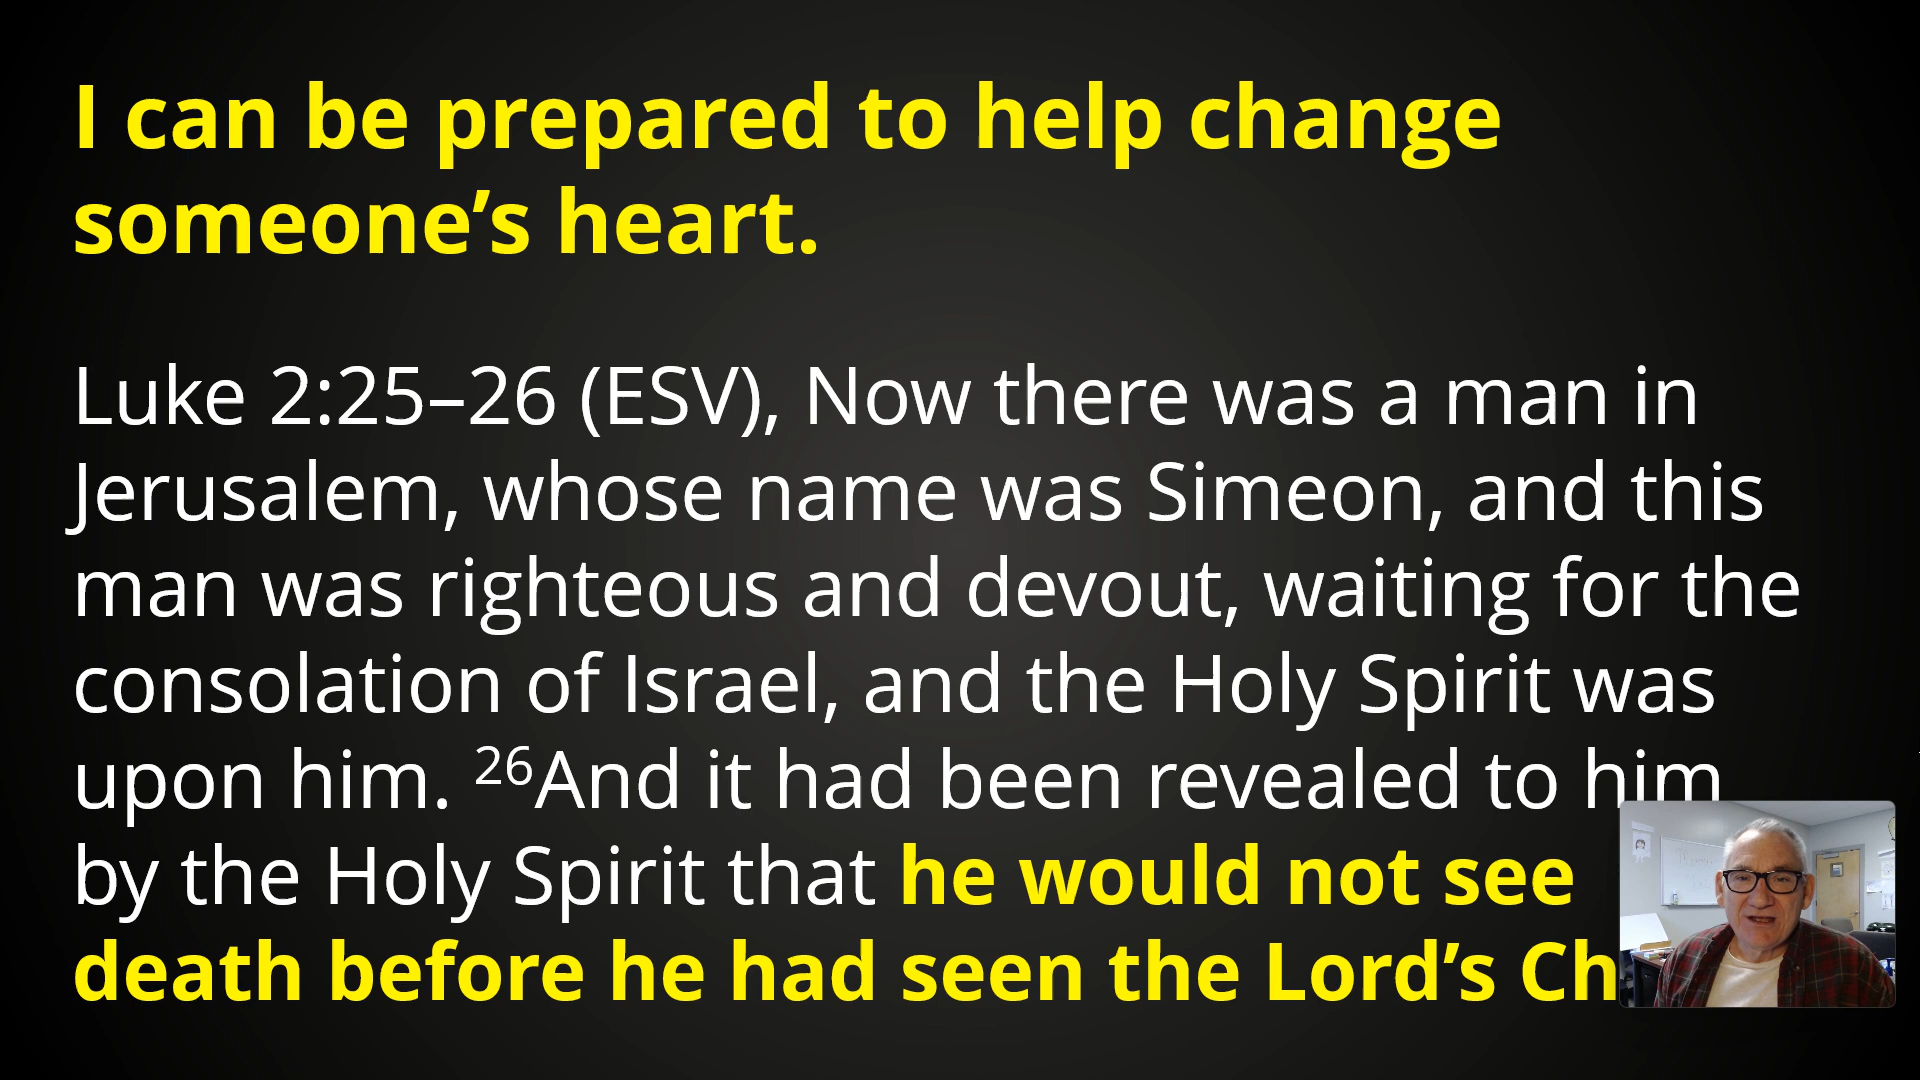 I can be prepared to help change
someone’s heart.
Luke 2:25–26 (ESV), Now there was a man in
Jerusalem, whose name was Simeon, and this
man was righteous and devout, waiting for the
consolation of Israel, and the Holy Spirit was
upon him. ²⁶And it had been revealed to him
by the Holy Spirit that he would not see
death before he had seen the Lord’s Ch